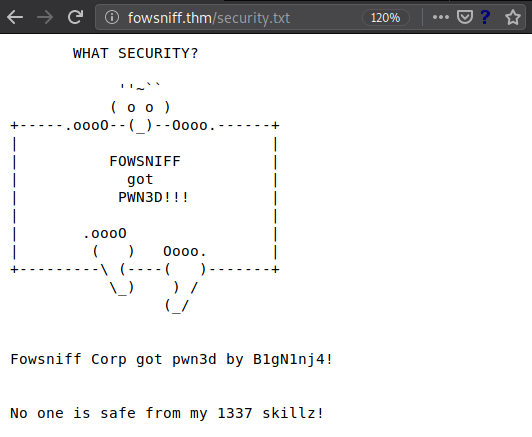 fowsniff.thm/security.txt 120%
WHAT SECURITY?
''~``
( o o )
+-----.oooO--(_)--Oooo.------+
|                            |
|          FOWSNIFF          |
|            got             |
|           PWN3D!!!         |
|                            |
|       .oooO                |
|        (   )   Oooo.       |
+---------\ (----(   )-------+
\_)    ) /
(_/
Fowsniff Corp got pwn3d by B1gN1nj4!
No one is safe from my 1337 skillz!